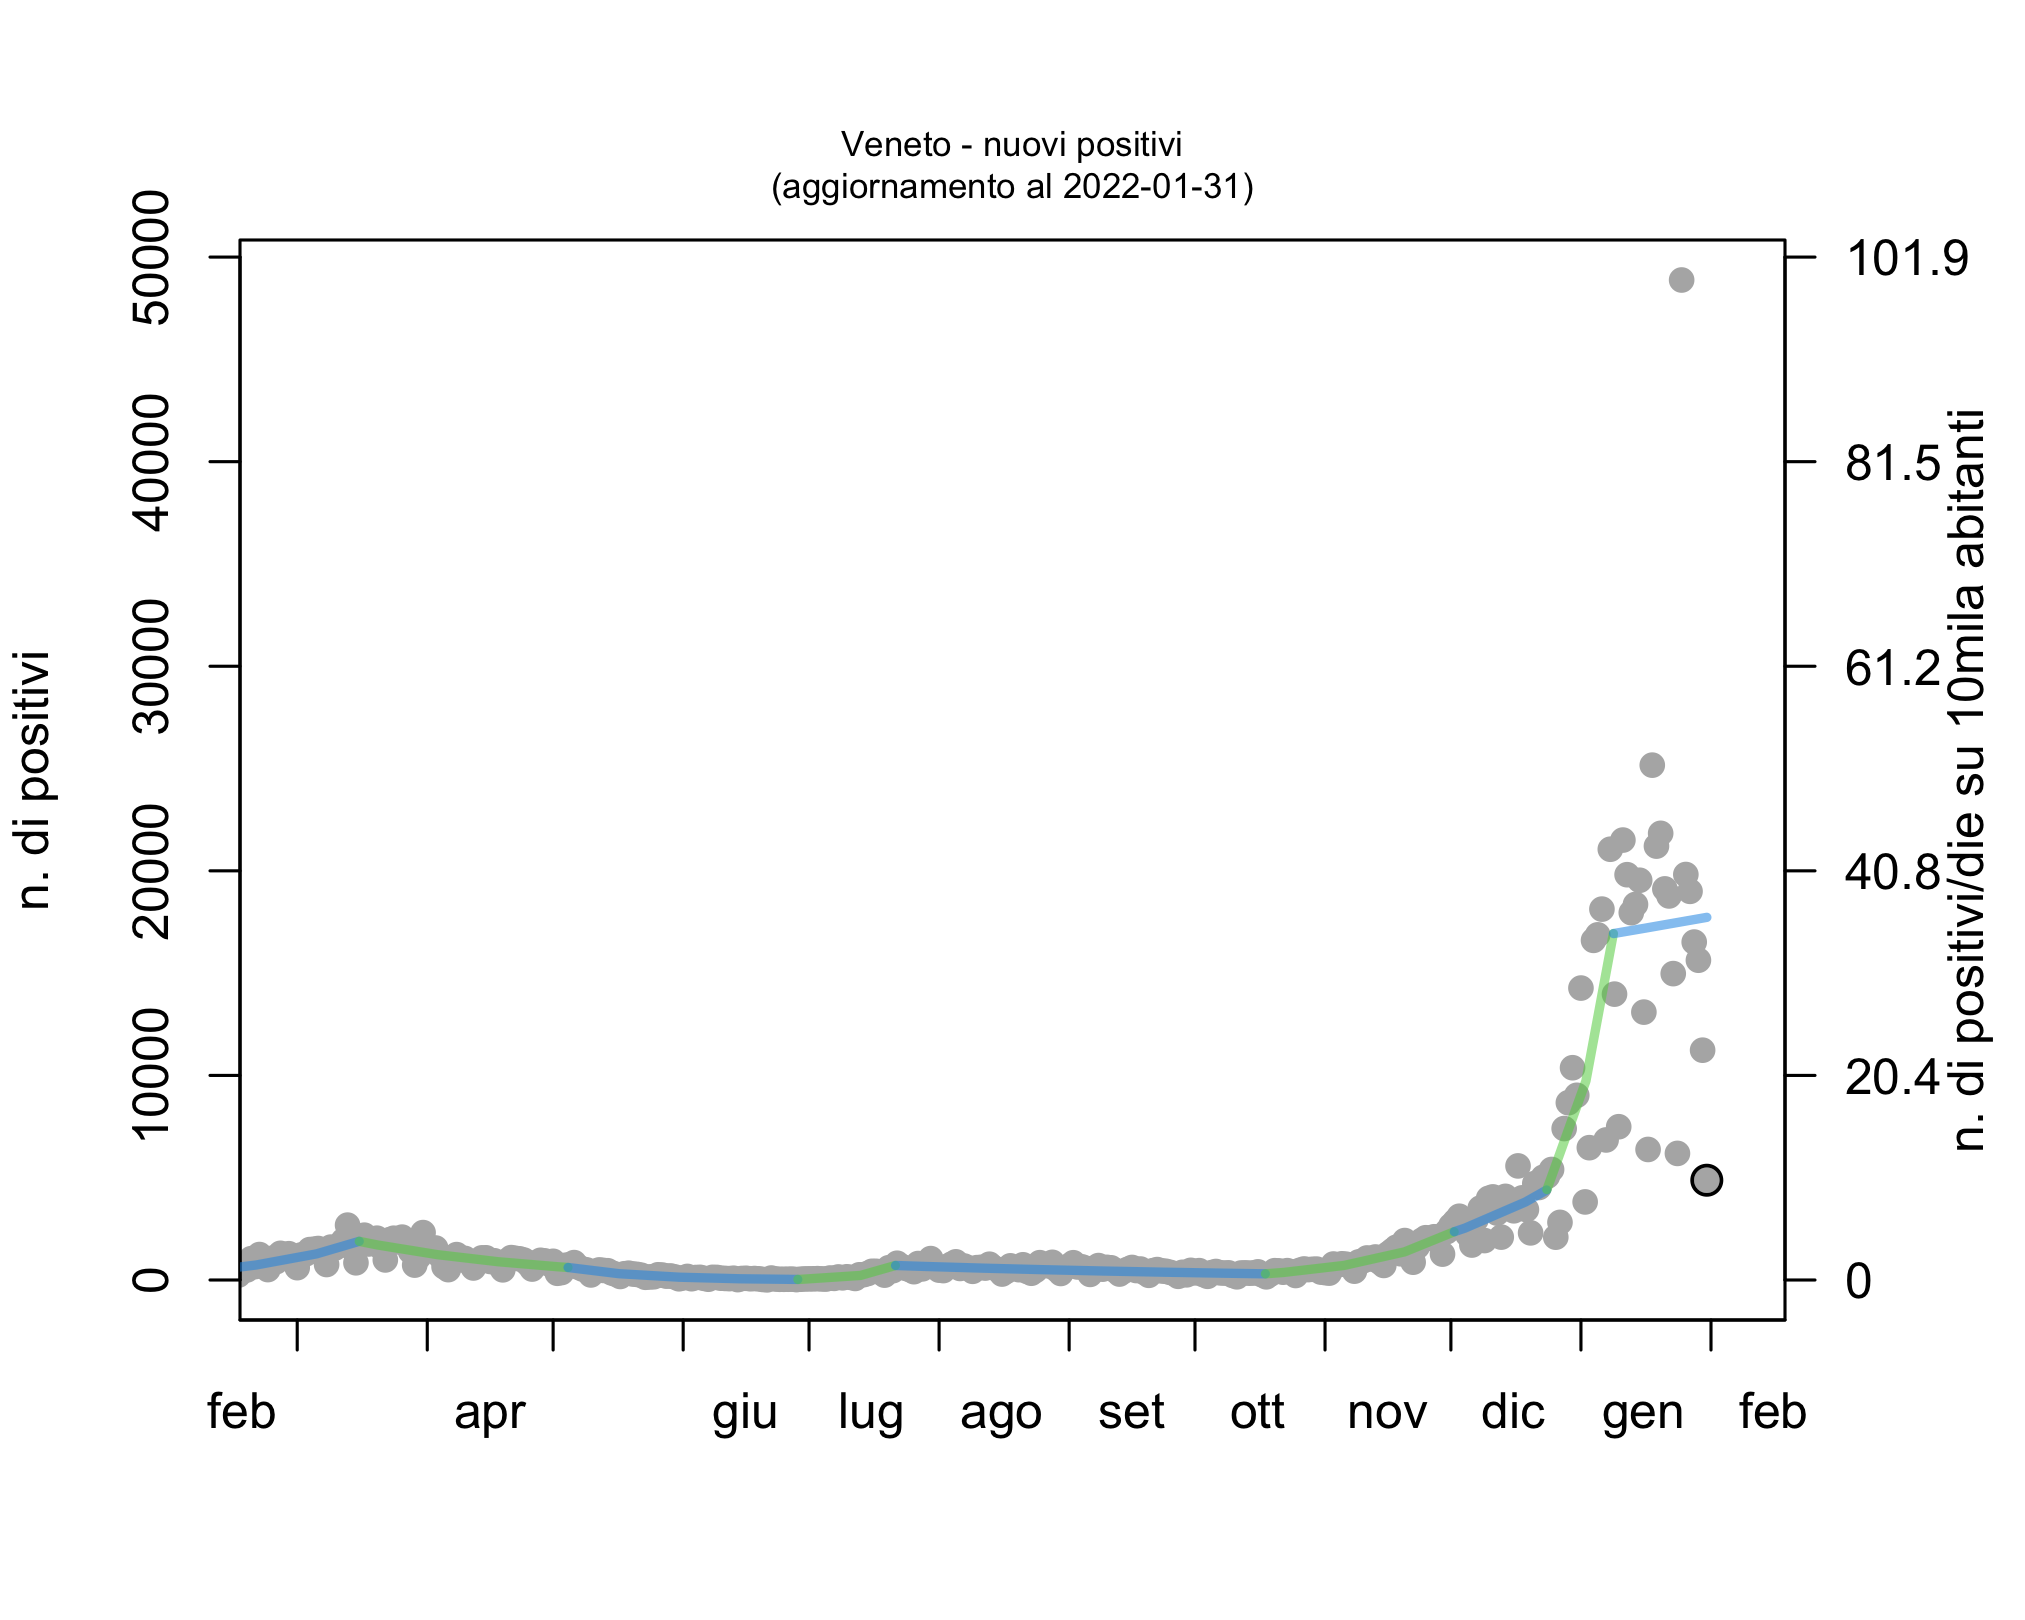 Veneto - nuovi positivi
(aggiornamento al 2022-01-31)
n. di positivi
50000
40000
30000
20000
10000
0
101.9
81.5
61.2
40.8
20.4
0
n. di positivi/die su 10mila abitanti
feb apr giu lug ago set ott nov dic gen feb